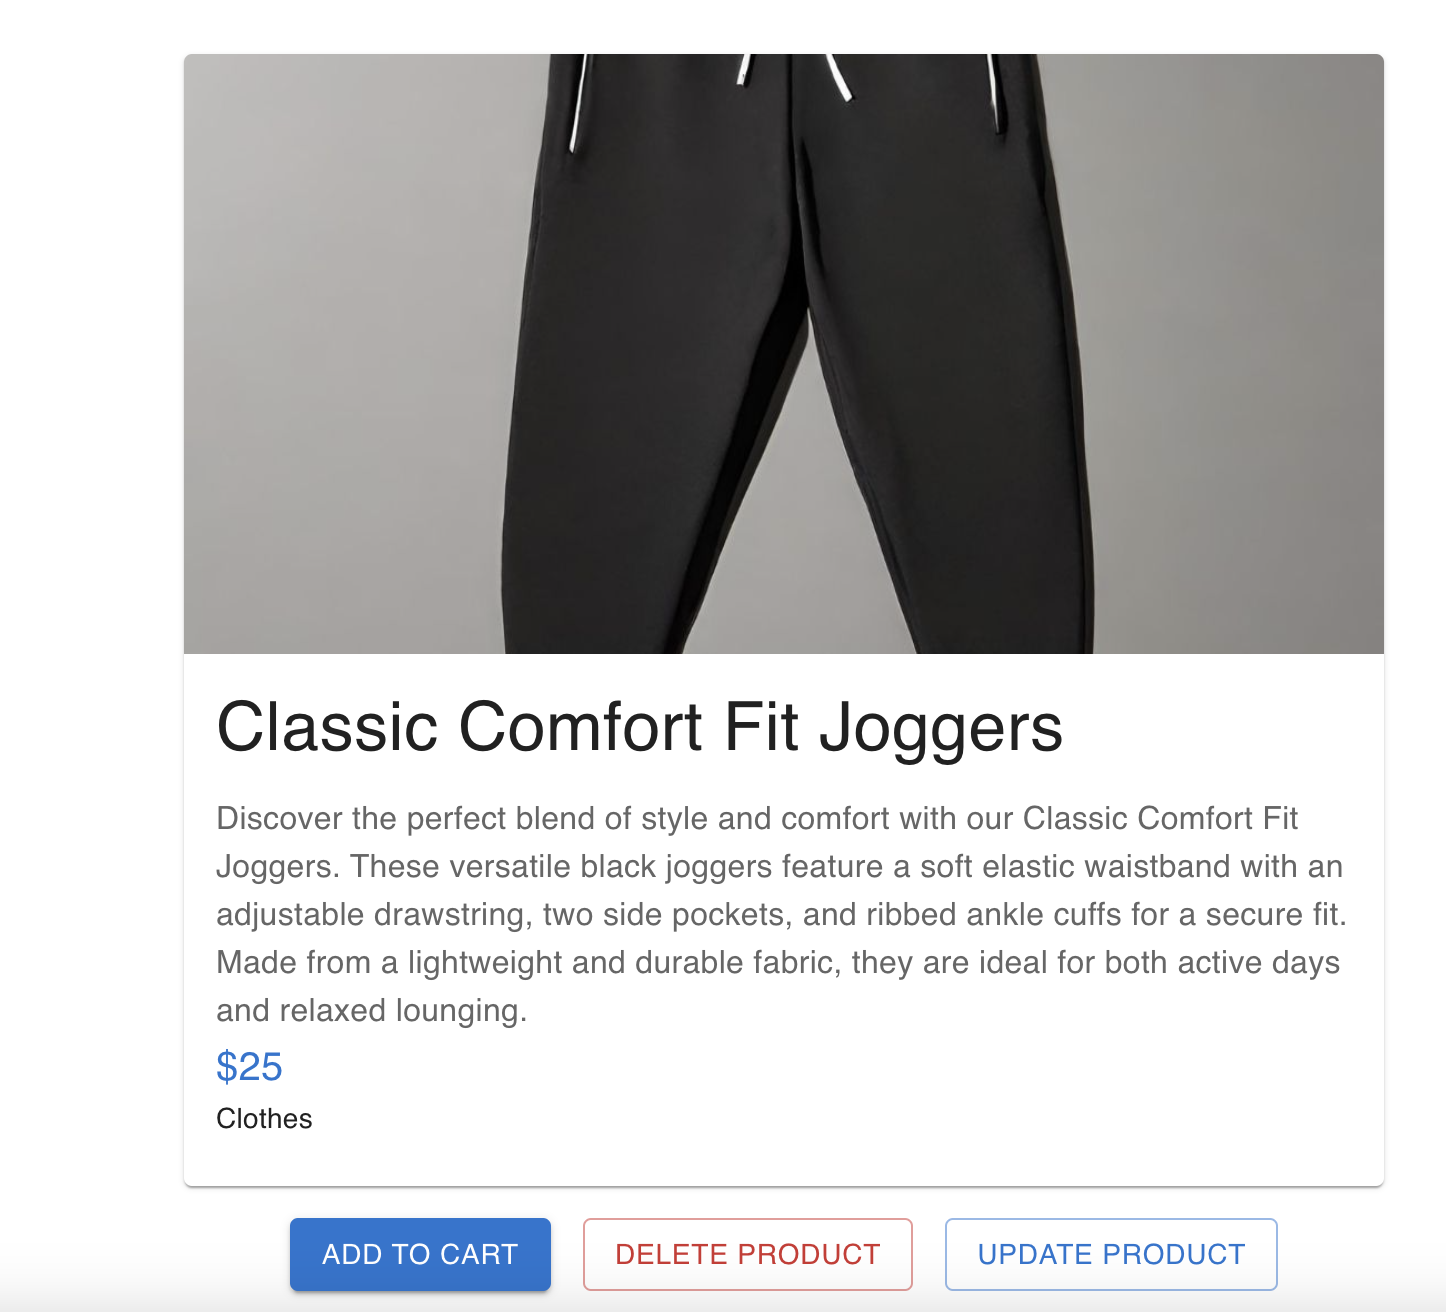 Classic Comfort Fit Joggers
Discover the perfect blend of style and comfort with our Classic Comfort Fit
Joggers. These versatile black joggers feature a soft elastic waistband with an
adjustable drawstring, two side pockets, and ribbed ankle cuffs for a secure fit.
Made from a lightweight and durable fabric, they are ideal for both active days
and relaxed lounging.
$25
Clothes
ADD TO CART DELETE PRODUCT UPDATE PRODUCT